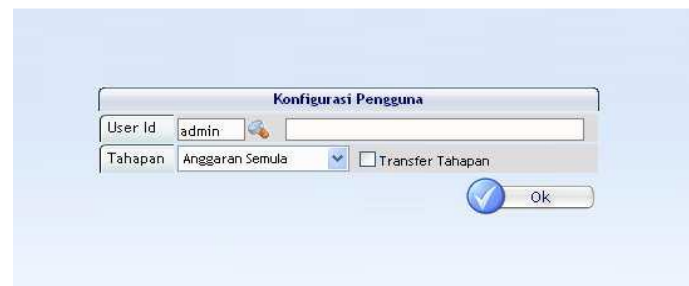 Konfigurasi Pengguna
User Id admin
Tahapan Anggaran Semula Transfer Tahapan
Ok